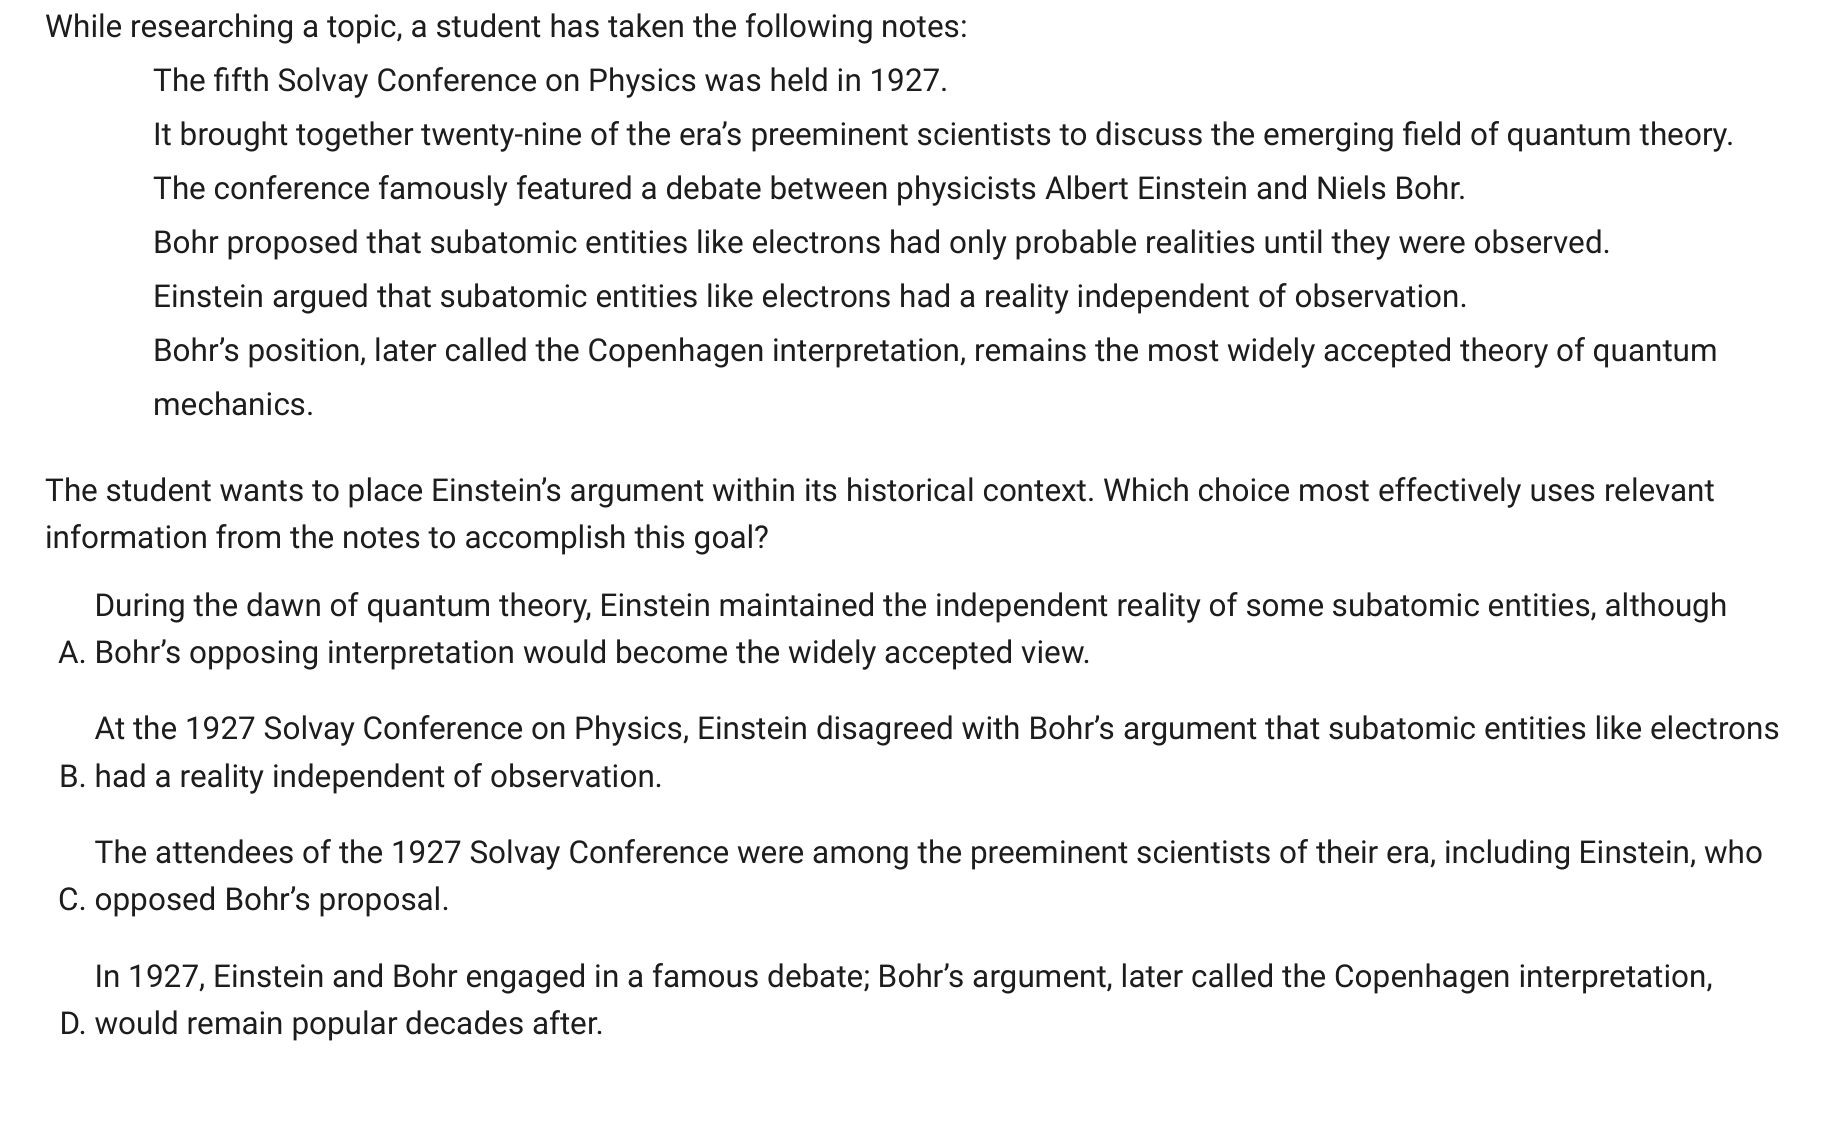 While researching a topic, a student has taken the following notes:
The fifth Solvay Conference on Physics was held in 1927.
It brought together twenty-nine of the era’s preeminent scientists to discuss the emerging field of quantum theory.
The conference famously featured a debate between physicists Albert Einstein and Niels Bohr.
Bohr proposed that subatomic entities like electrons had only probable realities until they were observed.
Einstein argued that subatomic entities like electrons had a reality independent of observation.
Bohr’s position, later called the Copenhagen interpretation, remains the most widely accepted theory of quantum
mechanics.
The student wants to place Einstein’s argument within its historical context. Which choice most effectively uses relevant
information from the notes to accomplish this goal?
During the dawn of quantum theory, Einstein maintained the independent reality of some subatomic entities, although
A. Bohr’s opposing interpretation would become the widely accepted view.
At the 1927 Solvay Conference on Physics, Einstein disagreed with Bohr’s argument that subatomic entities like electrons
B. had a reality independent of observation.
The attendees of the 1927 Solvay Conference were among the preeminent scientists of their era, including Einstein, who
C. opposed Bohr’s proposal.
In 1927, Einstein and Bohr engaged in a famous debate; Bohr’s argument, later called the Copenhagen interpretation,
D. would remain popular decades after.